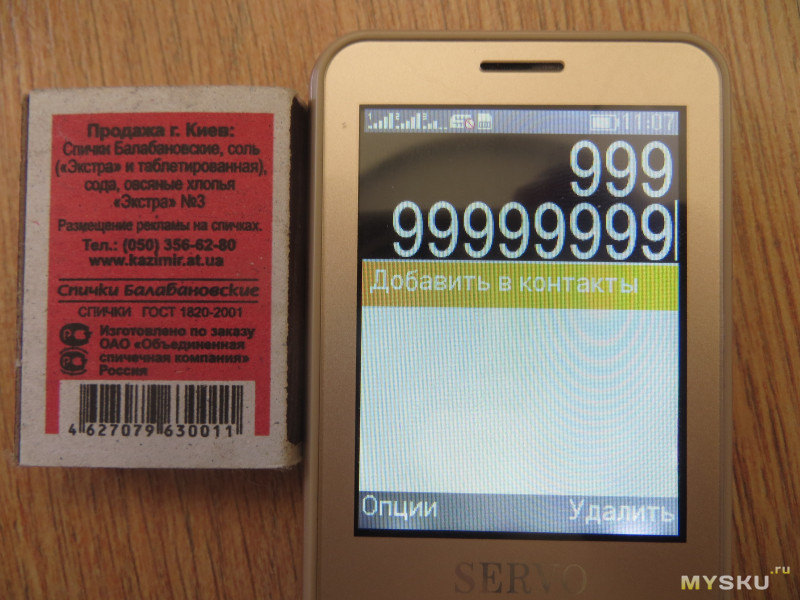 Продажа г. Киев:
Спички Балабановские, соль
(«Экстра» и таблетированная),
сода, овсяные хлопья
«Экстра» №3
Размещение рекламы на спичках.
Тел.: (050) 356-62-80
www.kazimir.at.ua
Спички Балабановские
СПИЧКИ ГОСТ 1820-2001
Изготовлено по заказу
ОАО «Объединенная
спичечная компания»
Россия
4 627079 630011
11:07
999
99999999
Добавить в контакты
Опции Удалить
SERVO
MYSKU.ru